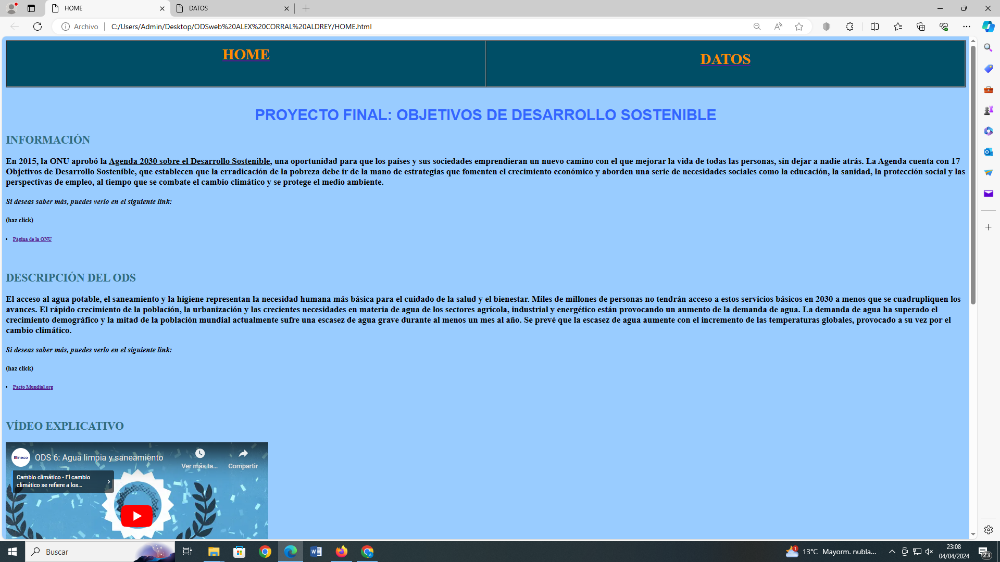 HOME
DATOS
Archivo
C:/Users/Admin/Desktop/ODSweb%20ALEX%20CORRAL%20ALDREY/HOME.html
HOME
DATOS
PROYECTO FINAL: OBJETIVOS DE DESARROLLO SOSTENIBLE
INFORMACIÓN
En 2015, la ONU aprobó la Agenda 2030 sobre el Desarrollo Sostenible, una oportunidad para que los países y sus sociedades emprendieran un nuevo camino con el que mejorar la vida de todas las personas, sin dejar a nadie atrás. La Agenda cuenta con 17
Objetivos de Desarrollo Sostenible, que establecen que la erradicación de la pobreza debe ir de la mano de estrategias que fomenten el crecimiento económico y aborden una serie de necesidades sociales como la educación, la sanidad, la protección social y las
perspectivas de empleo, al tiempo que se combate el cambio climático y se protege el medio ambiente.
Si deseas saber más, puedes verlo en el siguiente link:
(haz click)
• Página de la ONU
DESCRIPCIÓN DEL ODS
El acceso al agua potable, el saneamiento y la higiene representan la necesidad humana más básica para el cuidado de la salud y el bienestar. Miles de millones de personas no tendrán acceso a estos servicios básicos en 2030 a menos que se cuadrupliquen los
avances. El rápido crecimiento de la población, la urbanización y las crecientes necesidades en materia de agua de los sectores agrícola, industrial y energético están provocando un aumento de la demanda de agua. La demanda de agua ha superado el
crecimiento demográfico y la mitad de la población mundial actualmente sufre una escasez de agua grave durante al menos un mes al año. Se prevé que la escasez de agua aumente con el incremento de las temperaturas globales, provocado a su vez por el
cambio climático.
Si deseas saber más, puedes verlo en el siguiente link:
(haz click)
• Pacto Mundial.org
VÍDEO EXPLICATIVO
ineco
ODS 6: Agua limpia y saneamiento
Ver más ta...
Compartir
Cambio climático • El cambio
climático se refiere a los...
Buscar
1
13°C Mayorm. nubla...
23:08
04/04/2024
23